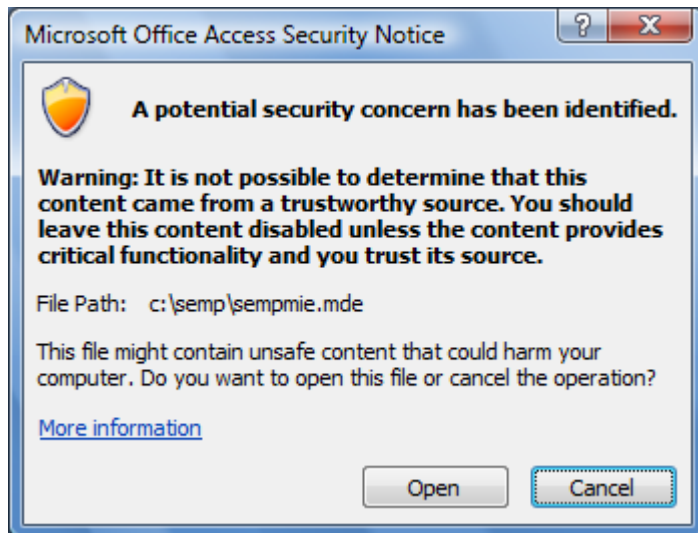 Microsoft Office Access Security Notice
A potential security concern has been identified.
Warning: It is not possible to determine that this
content came from a trustworthy source. You should
leave this content disabled unless the content provides
critical functionality and you trust its source.
File Path: c:\semp\sempmie.mde
This file might contain unsafe content that could harm your
computer. Do you want to open this file or cancel the operation?
More information
Open Cancel